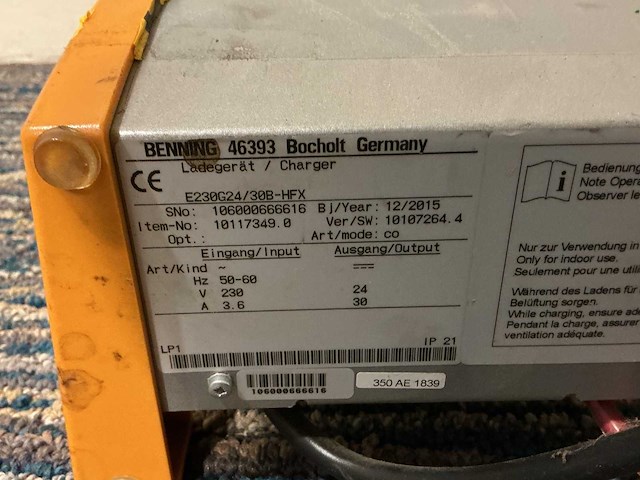 BENNING 46393 Bocholt Germany
Ladegerät / Charger
CE
E230G24/30B-HFX
SNo: 106000666616 Bj/Year: 12/2015
Item-No: 10117349.0 Ver/SW: 10107264.4
Opt.: Art/mode: co
Eingang/Input Ausgang/Output
Art/Kind ~ ---
Hz 50-60
V 230 24
A 3.6 30
LP1 IP 21
106000666616
350 AE 1839
i
Bedienung
Note Opera
Observer le
Nur zur Verwendung in
Only for indoor use.
Seulement pour une utili
Während des Ladens für
Belüftung sorgen.
While charging, ensure ade
Pendant la charge, assurer
ventilation adéquate.